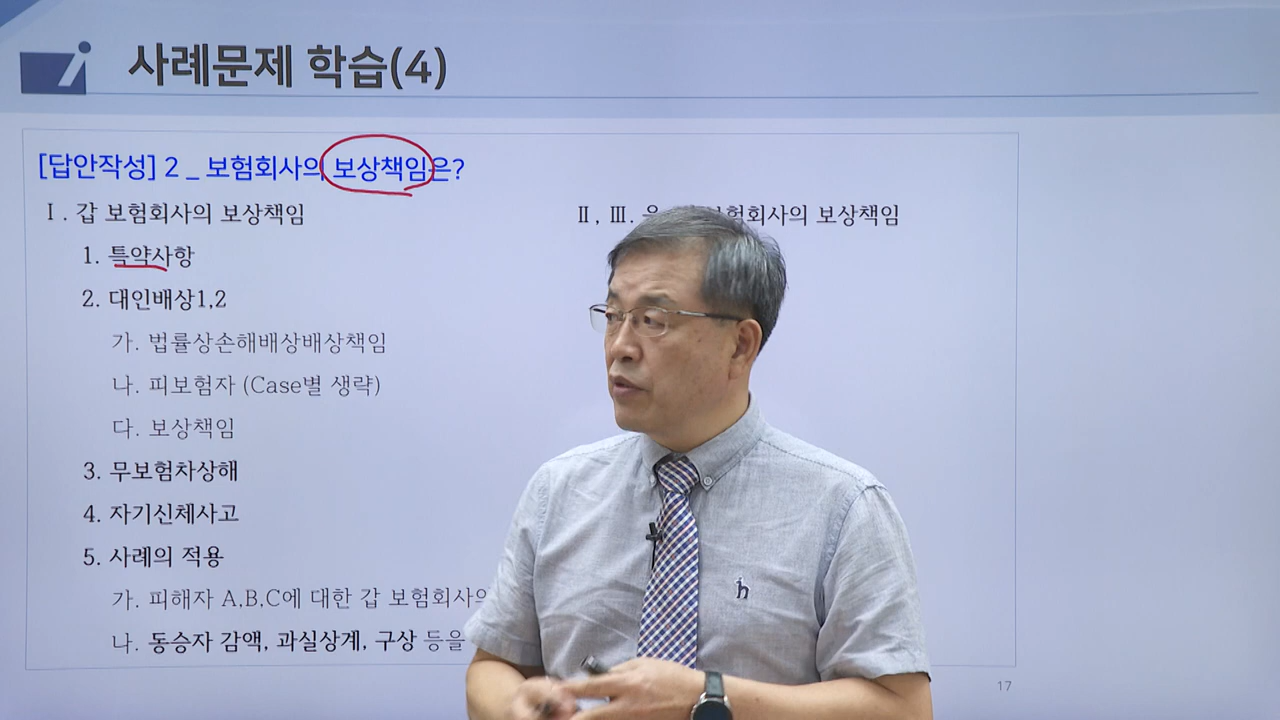 사례문제 학습(4)
[답안작성] 2 _ 보험회사의 보상책임은?
Ⅰ. 갑 보험회사의 보상책임
1. 특약사항
2. 대인배상1,2
가. 법률상손해배상배상책임
나. 피보험자 (Case별 생략)
다. 보상책임
3. 무보험차상해
4. 자기신체사고
5. 사례의 적용
가. 피해자 A,B,C에 대한 갑 보험회사의
나. 동승자 감액, 과실상계, 구상 등을
Ⅱ, Ⅲ. 보험회사의 보상책임
17
h